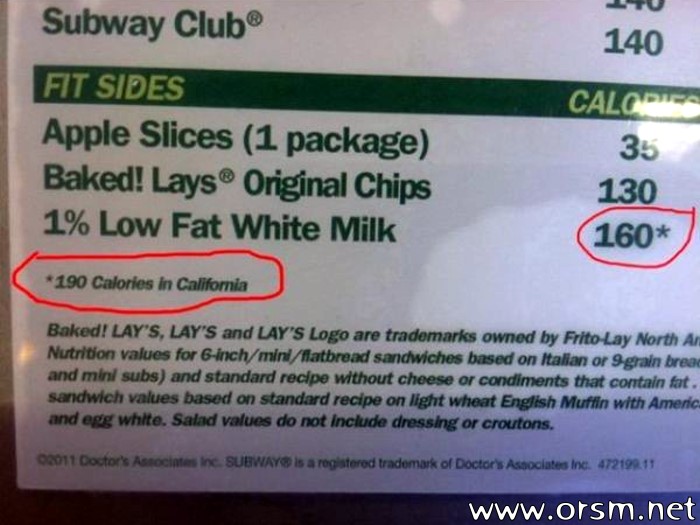 140
Subway Club® 140
FIT SIDES CALORIES
Apple Slices (1 package) 35
Baked! Lays® Original Chips 130
1% Low Fat White Milk 160*
*190 Calories in California
Baked! LAY'S, LAY'S and LAY'S Logo are trademarks owned by Frito-Lay North
Nutrition values for 6-inch/mini/flatbread sandwiches based on Italian or 9-grain
and mini subs) and standard recipe without cheese or condiments that contain fat.
sandwich values based on standard recipe on light wheat English Muffin with
and egg white. Salad values do not include dressing or croutons.
©2011 Doctor's Associates Inc. SUBWAY® is a registered trademark of Doctor's Associates Inc. 472199.11
www.orsm.net